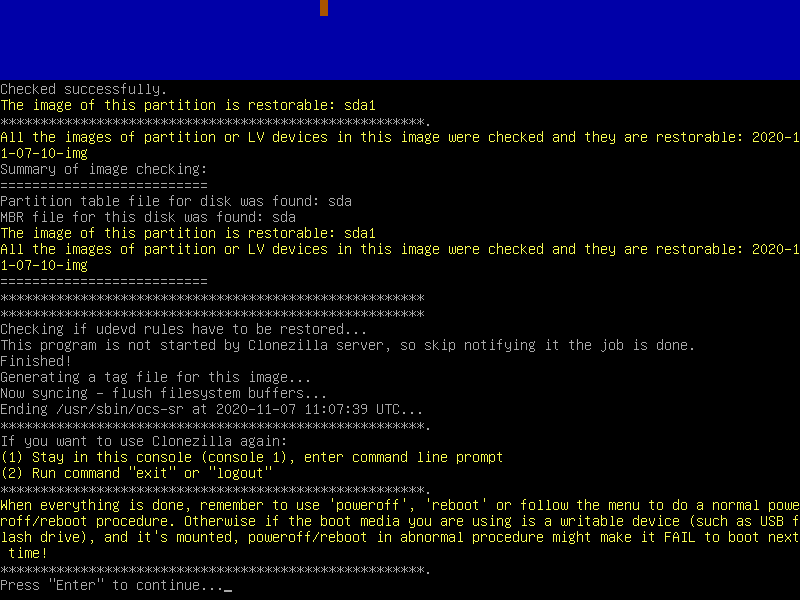 Checked successfully.
The image of this partition is restorable: sda1
*****************************************************.
All the images of partition or LV devices in this image were checked and they are restorable: 2020-1
1-07-10-img
Summary of image checking:
==========================
Partition table file for disk was found: sda
MBR file for this disk was found: sda
The image of this partition is restorable: sda1
All the images of partition or LV devices in this image were checked and they are restorable: 2020-1
1-07-10-img
==========================
*****************************************************
*****************************************************
Checking if udevd rules have to be restored...
This program is not started by Clonezilla server, so skip notifying it the job is done.
Finished!
Generating a tag file for this image...
Now syncing - flush filesystem buffers...
Ending /usr/sbin/ocs-sr at 2020-11-07 11:07:39 UTC...
*****************************************************.
If you want to use Clonezilla again:
(1) Stay in this console (console 1), enter command line prompt
(2) Run command "exit" or "logout"
*****************************************************.
When everything is done, remember to use 'poweroff', 'reboot' or follow the menu to do a normal powe
roff/reboot procedure. Otherwise if the boot media you are using is a writable device (such as USB f
lash drive), and it's mounted, poweroff/reboot in abnormal procedure might make it FAIL to boot next
 time!
*****************************************************.
Press "Enter" to continue..._